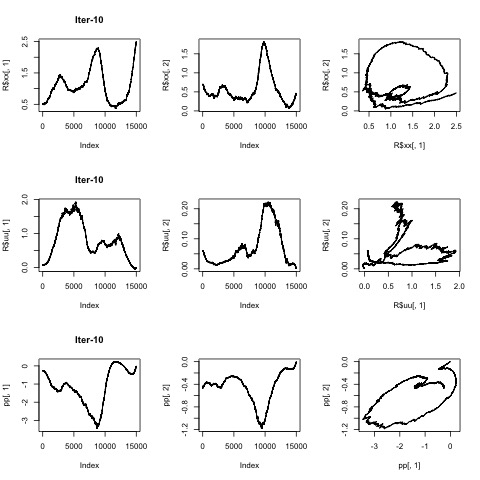 Iter-10
R$xx[, 1]
0.5 1.5 2.5
0 5000 10000 15000
Index
R$xx[, 2]
0.0 0.5 1.0 1.5
0 5000 10000 15000
Index
R$xx[, 2]
0.0 0.5 1.0 1.5
0.5 1.0 1.5 2.0 2.5
R$xx[, 1]
Iter-10
R$uu[, 1]
0.0 1.0 2.0
0 5000 10000 15000
Index
R$uu[, 2]
0.00 0.10 0.20
0 5000 10000 15000
Index
R$uu[, 2]
0.00 0.10 0.20
0.0 0.5 1.0 1.5 2.0
R$uu[, 1]
Iter-10
pp[, 1]
-3 -2 -1 0
0 5000 10000 15000
Index
pp[, 2]
-1.2 -0.8 -0.4 0.0
0 5000 10000 15000
Index
pp[, 2]
-1.2 -0.8 -0.4 0.0
-3 -2 -1 0
pp[, 1]